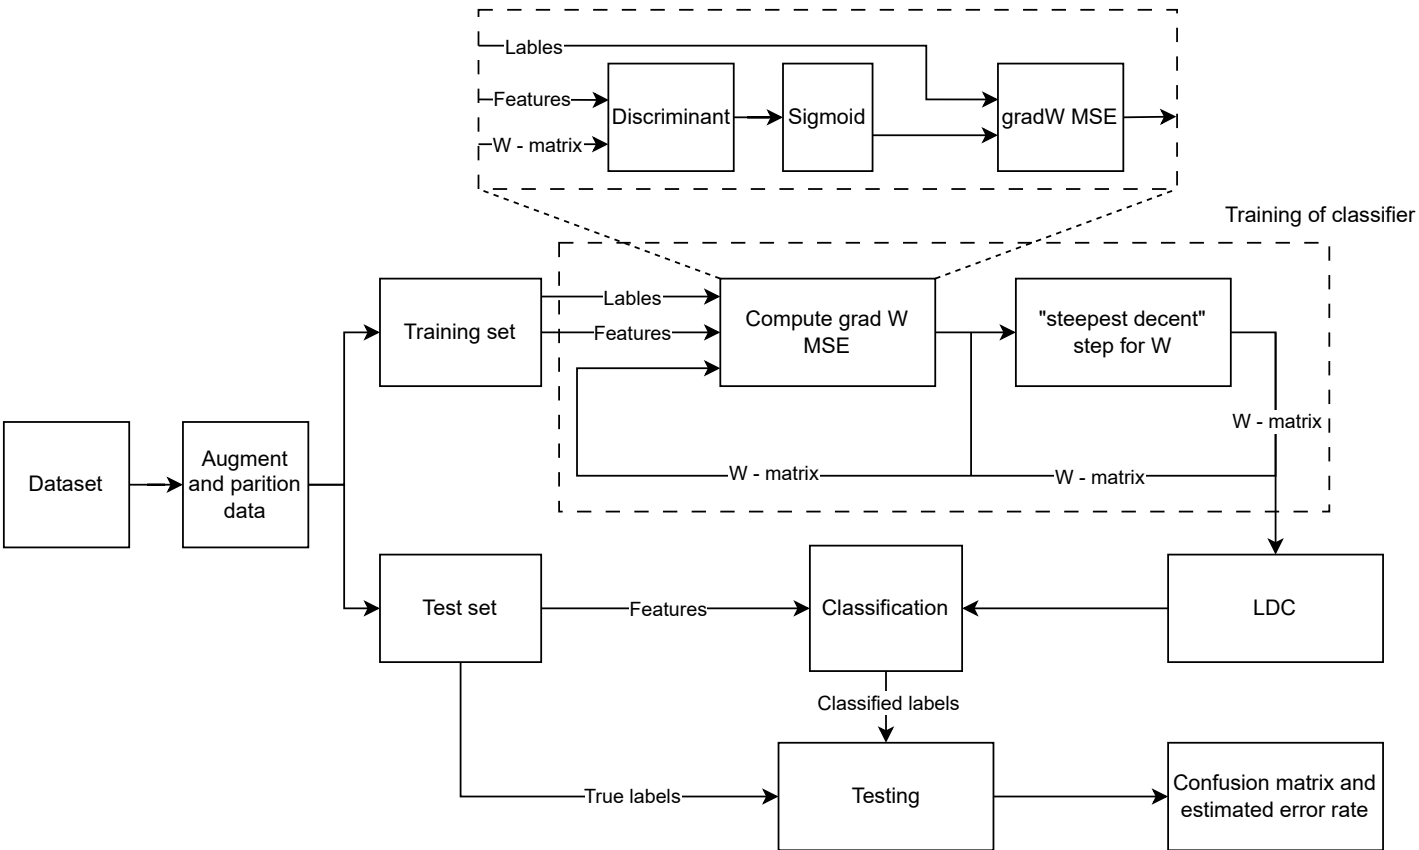 Lables
Features
Discriminant
Sigmoid
gradW MSE
W - matrix
Training of classifier
Lables
Training set
Features
Compute grad W
MSE
"steepest decent"
step for W
W - matrix
Dataset
Augment
and parition
data
W - matrix
W - matrix
Test set
Features
Classification
LDC
Classified labels
True labels
Testing
Confusion matrix and
estimated error rate